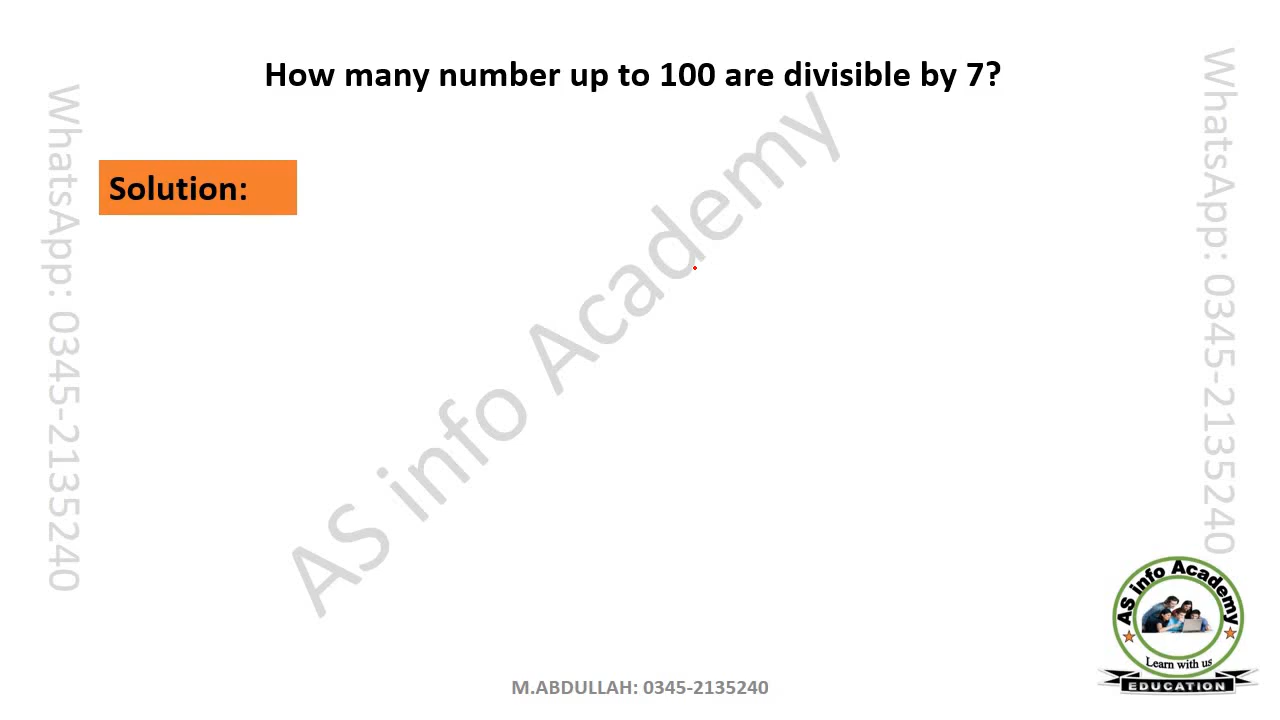 How many number up to 100 are divisible by 7?
Solution:
AS info Academy
WhatsApp: 0345-2135240
WhatsApp: 0345-2135240
AS info Academy
Learn with us
EDUCATION
M.ABDULLAH: 0345-2135240